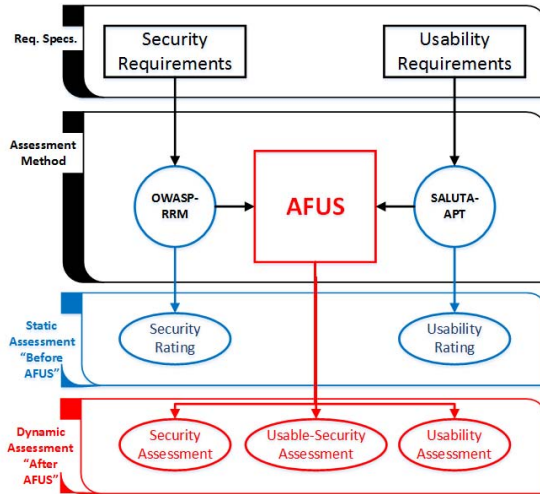 Req. Specs.
Security
Requirements
Usability
Requirements
Assessment
Method
OWASP-
RRM
AFUS
SALUTA-
APT
Static
Assessment
"Before
AFUS"
Security
Rating
Usability
Rating
Dynamic
Assessment
"After
AFUS"
Security
Assessment
Usable-Security
Assessment
Usability
Assessment